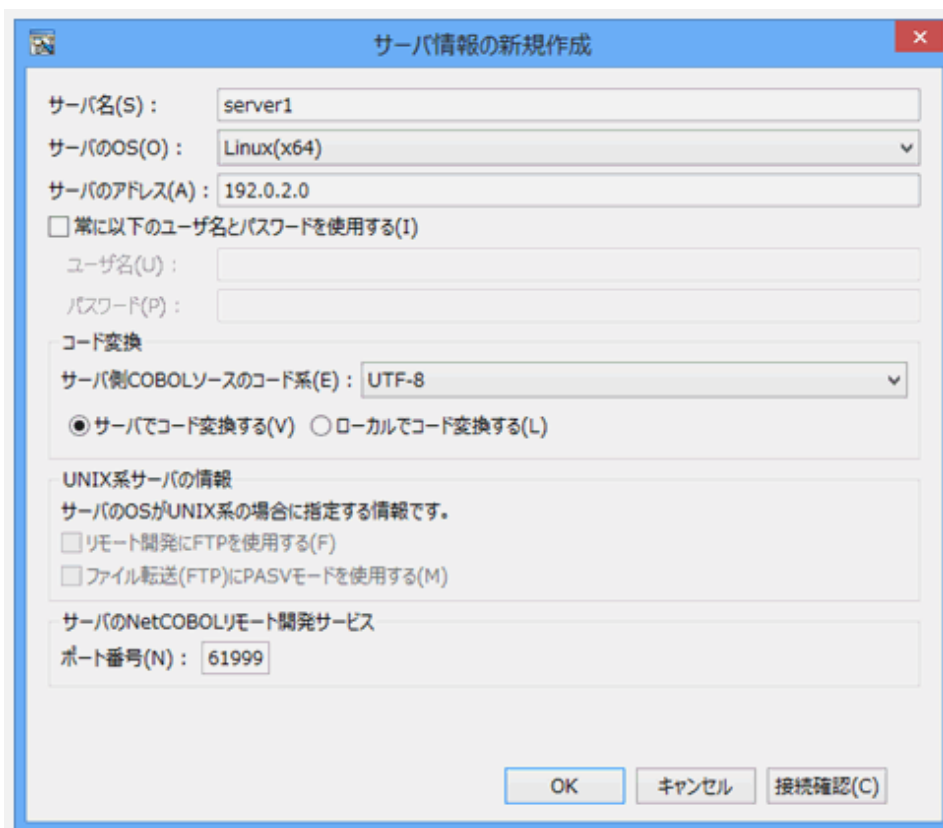 サーバ情報の新規作成
サーバ名(S)： server1
サーバのOS(O)： Linux(x64)
サーバのアドレス(A)： 192.0.2.0
常に以下のユーザ名とパスワードを使用する(I)
ユーザ名(U)：
パスワード(P)：
コード変換
サーバ側COBOLソースのコード系(E)： UTF-8
サーバでコード変換する(V) ローカルでコード変換する(L)
UNIX系サーバの情報
サーバのOSがUNIX系の場合に指定する情報です。
リモート開発にFTPを使用する(F)
ファイル転送(FTP)にPASVモードを使用する(M)
サーバのNetCOBOLリモート開発サービス
ポート番号(N)： 61999
OK キャンセル 接続確認(C)